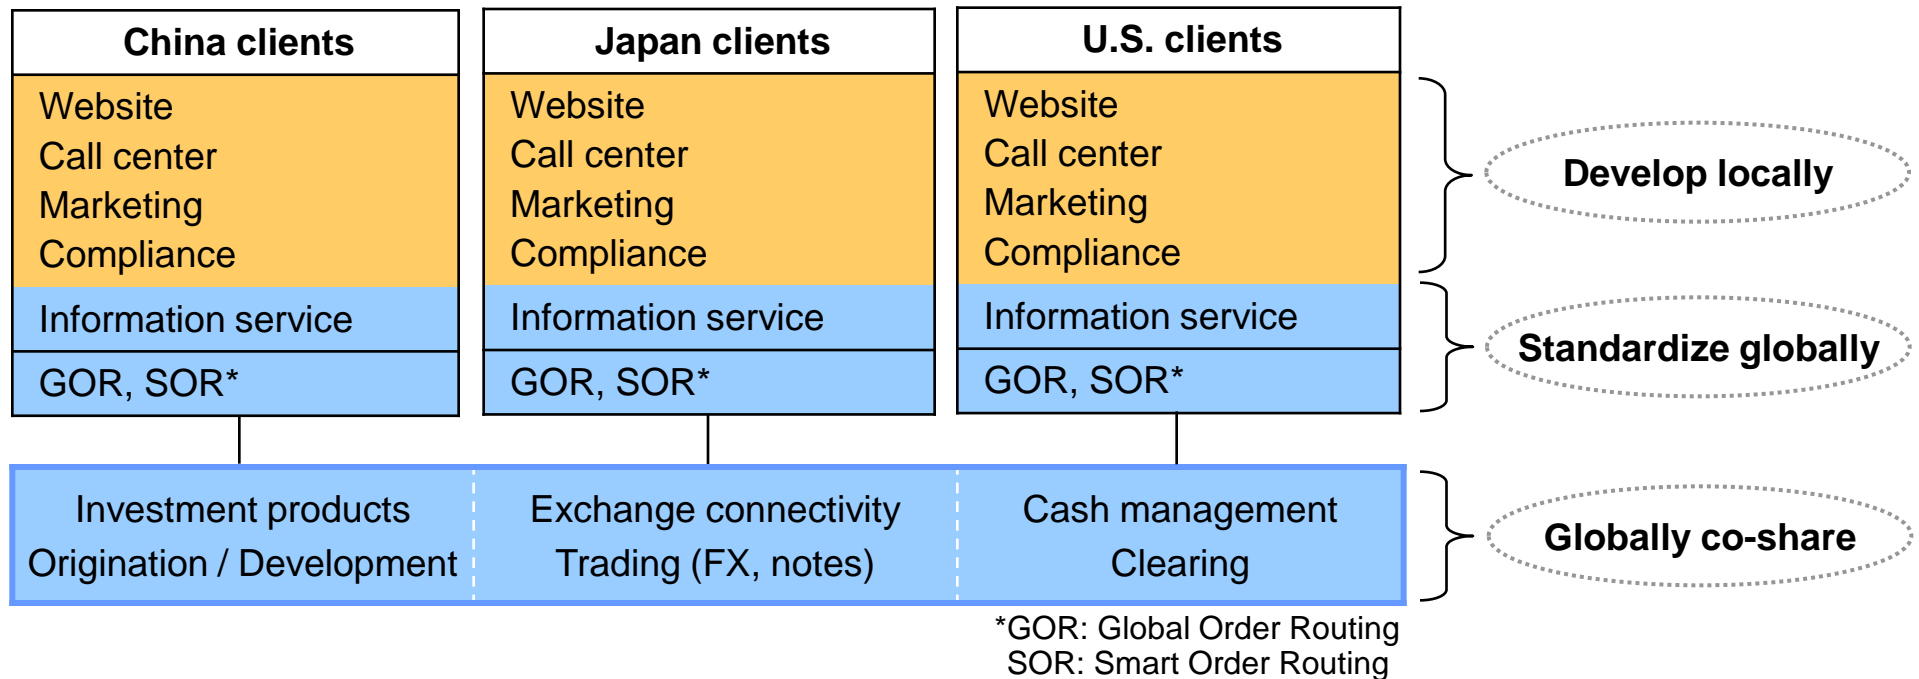 China clients
Website
Call center
Marketing
Compliance
Information service
GOR, SOR*
Japan clients
Website
Call center
Marketing
Compliance
Information service
GOR, SOR*
U.S. clients
Website
Call center
Marketing
Compliance
Information service
GOR, SOR*
Develop locally
Standardize globally
Investment products
Origination / Development
Exchange connectivity
Trading (FX, notes)
Cash management
Clearing
Globally co-share
*GOR: Global Order Routing
SOR: Smart Order Routing